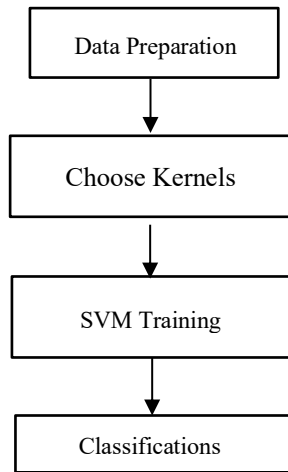 Data Preparation
Choose Kernels
SVM Training
Classifications